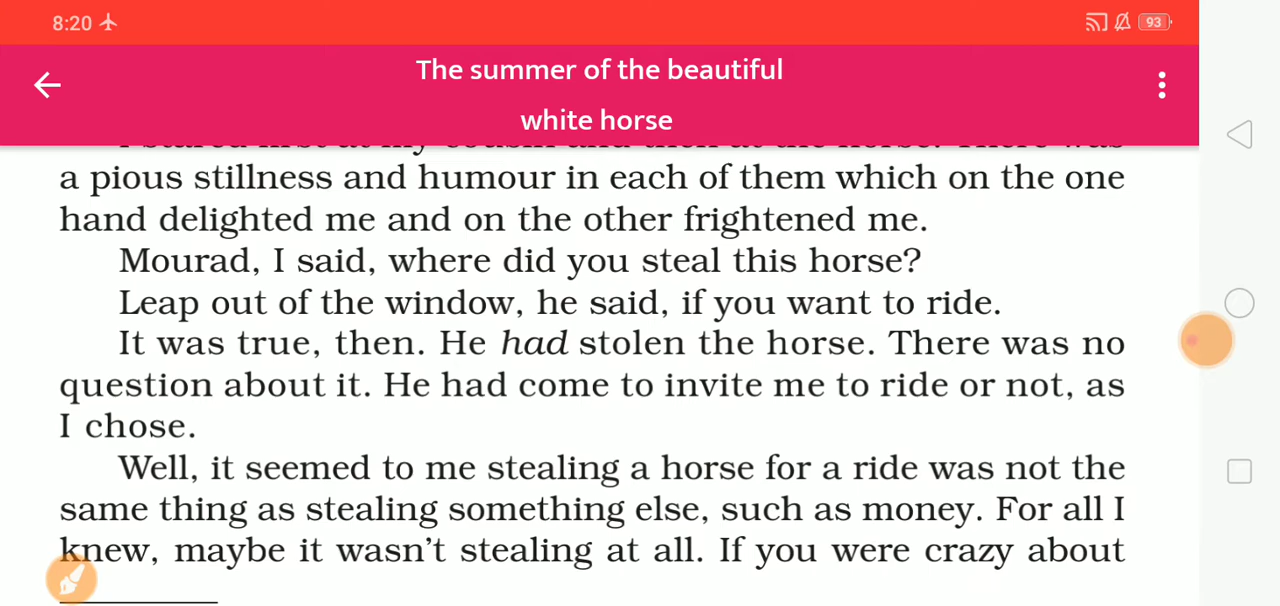 8:20
93
The summer of the beautiful
white horse
a pious stillness and humour in each of them which on the one
hand delighted me and on the other frightened me.
Mourad, I said, where did you steal this horse?
Leap out of the window, he said, if you want to ride.
It was true, then. He had stolen the horse. There was no
question about it. He had come to invite me to ride or not, as
I chose.
Well, it seemed to me stealing a horse for a ride was not the
same thing as stealing something else, such as money. For all I
knew, maybe it wasn't stealing at all. If you were crazy about